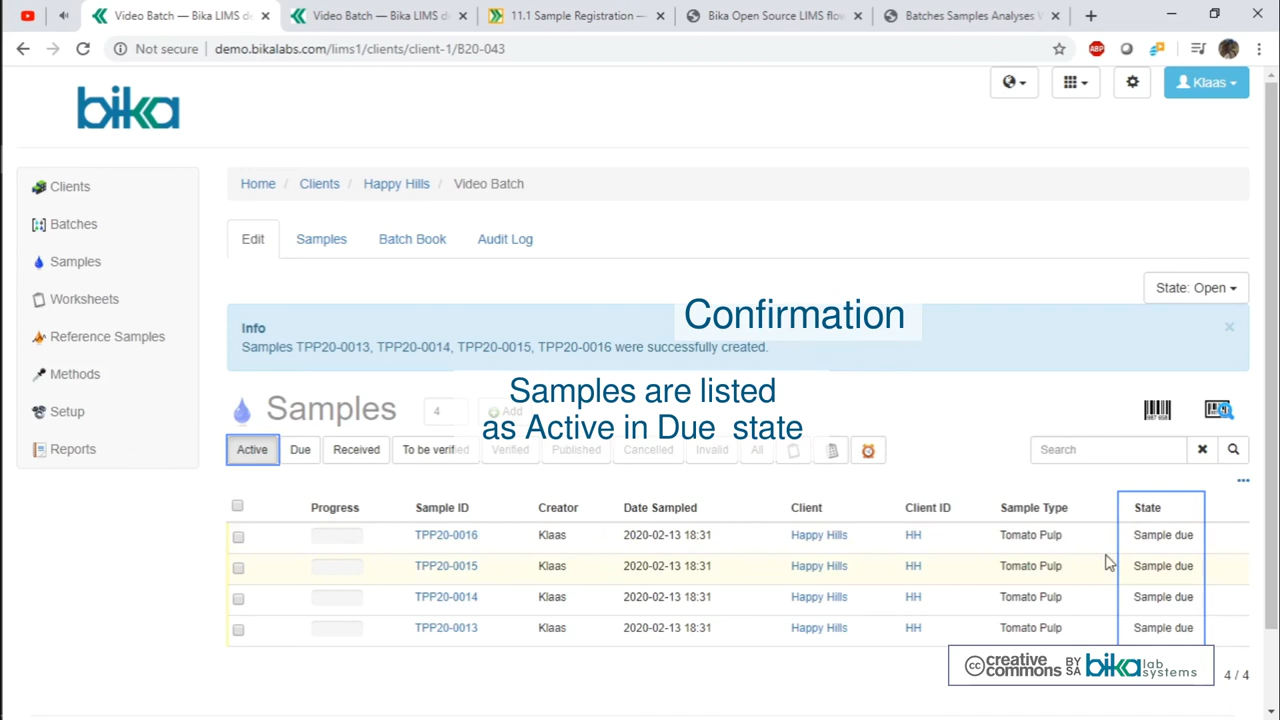 Video Batch — Bika LIMS d
Video Batch — Bika LIMS d
11.1 Sample Registration —
Bika Open Source LIMS flo
Batches Samples Analyses
Not secure | demo.bikalabs.com/lims1/clients/client-1/B20-043
ABP
bika
Klaas
Clients
Batches
Samples
Worksheets
Reference Samples
Methods
Setup
Reports
Home / Clients / Happy Hills / Video Batch
Edit Samples Batch Book Audit Log
State: Open
Confirmation
Info
Samples TPP20-0013, TPP20-0014, TPP20-0015, TPP20-0016 were successfully created.
×
Samples are listed
as Active in Due state
Samples 4 Add
Active Due Received To be verified Verified Published Cancelled Invalid All
Search
Progress Sample ID Creator Date Sampled Client Client ID Sample Type State
TPP20-0016 Klaas 2020-02-13 18:31 Happy Hills HH Tomato Pulp Sample due
TPP20-0015 Klaas 2020-02-13 18:31 Happy Hills HH Tomato Pulp Sample due
TPP20-0014 Klaas 2020-02-13 18:31 Happy Hills HH Tomato Pulp Sample due
TPP20-0013 Klaas 2020-02-13 18:31 Happy Hills HH Tomato Pulp Sample due
cc creative commons BY SA bika lab systems
4 / 4